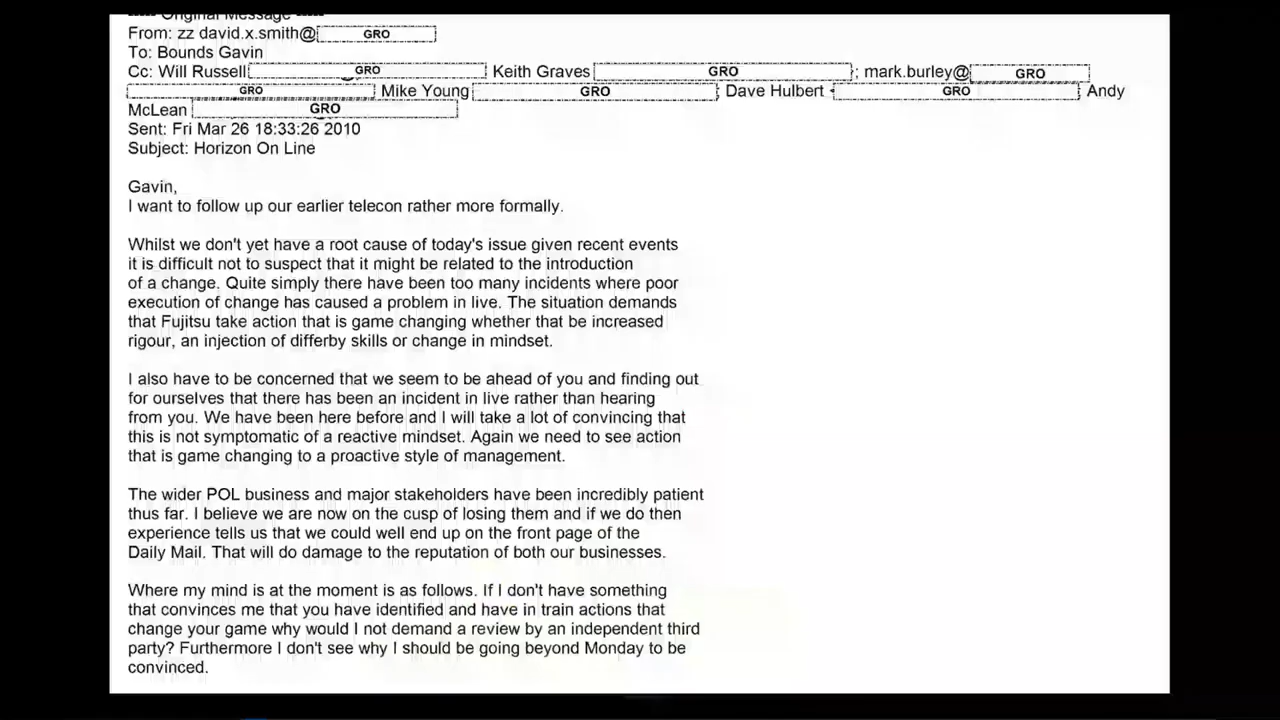 ----- Original Message -----
From: zz david.x.smith@ GRO
To: Bounds Gavin
Cc: Will Russell GRO Keith Graves GRO ; mark.burley@ GRO
GRO Mike Young GRO ; Dave Hulbert - GRO Andy
McLean GRO
Sent: Fri Mar 26 18:33:26 2010
Subject: Horizon On Line
Gavin,
I want to follow up our earlier telecon rather more formally.
Whilst we don't yet have a root cause of today's issue given recent events
it is difficult not to suspect that it might be related to the introduction
of a change. Quite simply there have been too many incidents where poor
execution of change has caused a problem in live. The situation demands
that Fujitsu take action that is game changing whether that be increased
rigour, an injection of differby skills or change in mindset.
I also have to be concerned that we seem to be ahead of you and finding out
for ourselves that there has been an incident in live rather than hearing
from you. We have been here before and I will take a lot of convincing that
this is not symptomatic of a reactive mindset. Again we need to see action
that is game changing to a proactive style of management.
The wider POL business and major stakeholders have been incredibly patient
thus far. I believe we are now on the cusp of losing them and if we do then
experience tells us that we could well end up on the front page of the
Daily Mail. That will do damage to the reputation of both our businesses.
Where my mind is at the moment is as follows. If I don't have something
that convinces me that you have identified and have in train actions that
change your game why would I not demand a review by an independent third
party? Furthermore I don't see why I should be going beyond Monday to be
convinced.